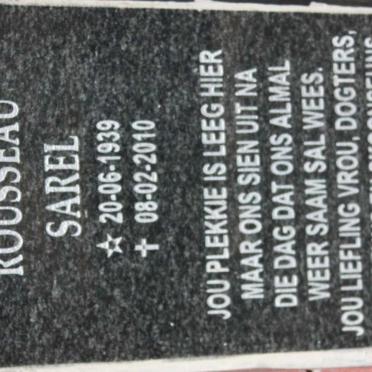 ROUSSEAU
SAREL
☆ 20-06-1939
✝ 08-02-2010
JOU PLEKKIE IS LEEG HIER
MAAR ONS SIEN UIT NA
DIE DAG DAT ONS ALMAL
WEER SAAM SAL WEES.
JOU LIEFLING VROU, DOGTERS,